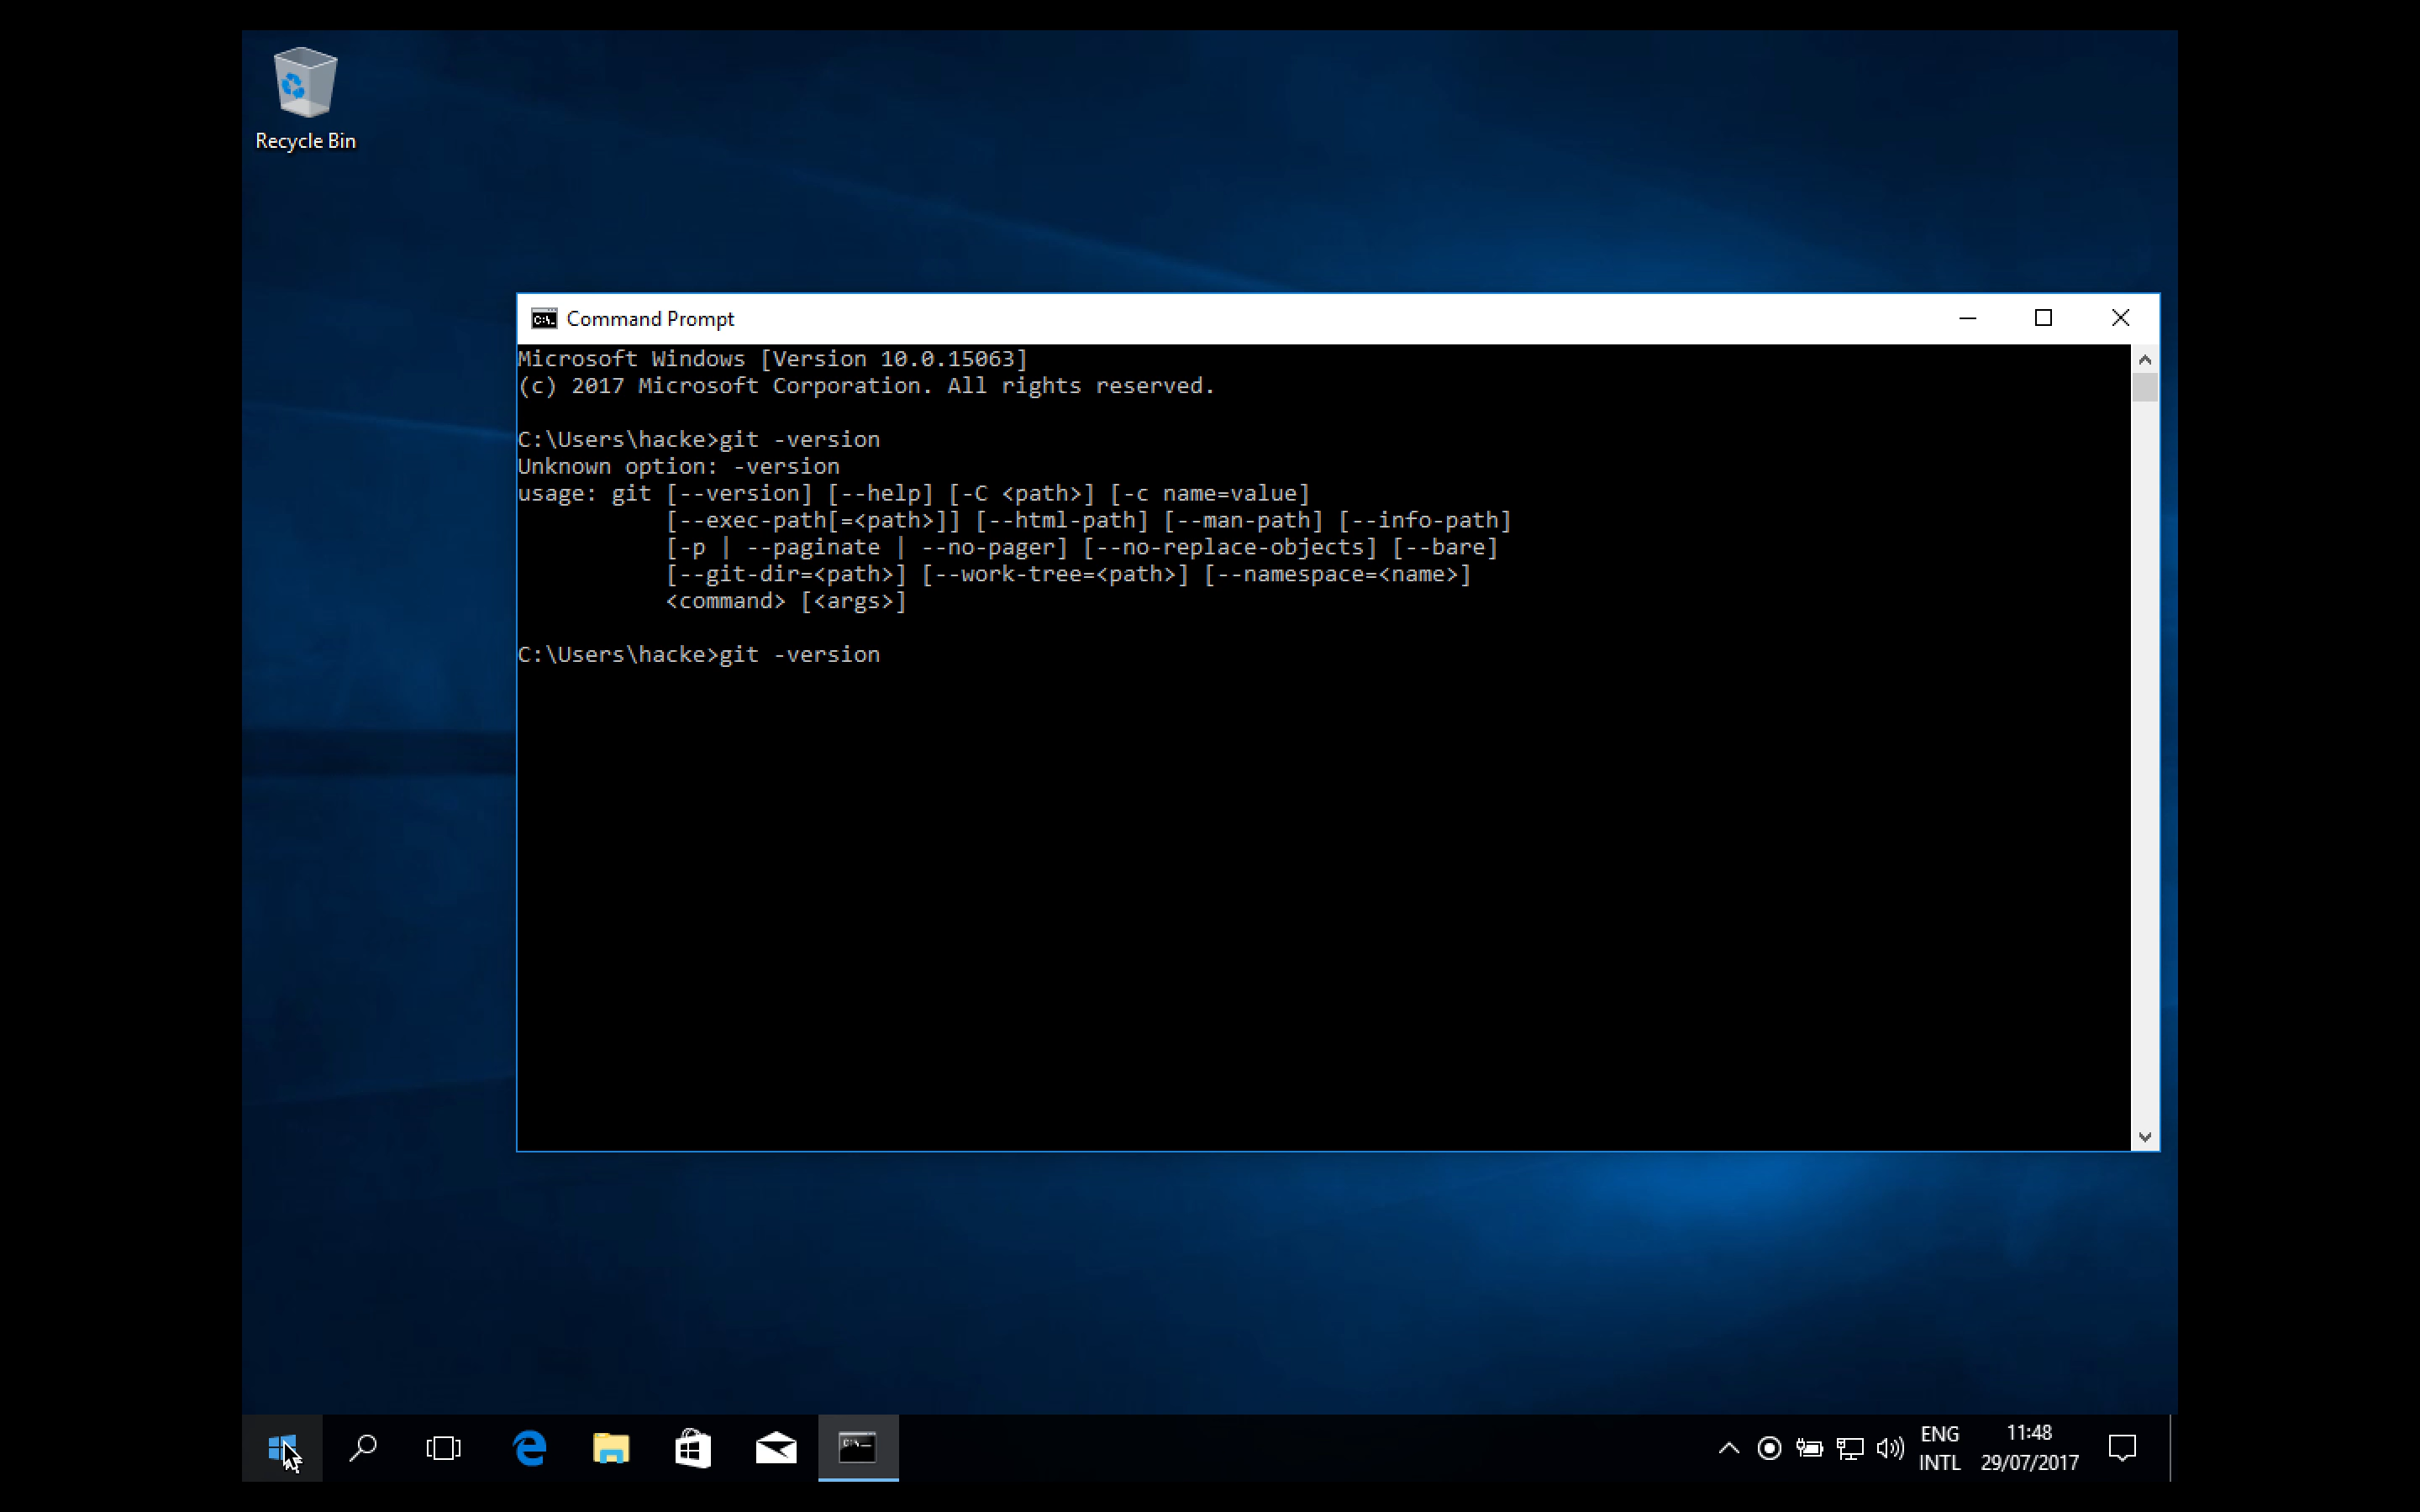 Recycle Bin
Command Prompt
Microsoft Windows [Version 10.0.15063]
(c) 2017 Microsoft Corporation. All rights reserved.
C:\Users\hacke>git -version
Unknown option: -version
usage: git [--version] [--help] [-C <path>] [-c name=value]
           [--exec-path[=<path>]] [--html-path] [--man-path] [--info-path]
           [-p | --paginate | --no-pager] [--no-replace-objects] [--bare]
           [--git-dir=<path>] [--work-tree=<path>] [--namespace=<name>]
           <command> [<args>]
C:\Users\hacke>git -version
ENG
INTL
11:48
29/07/2017